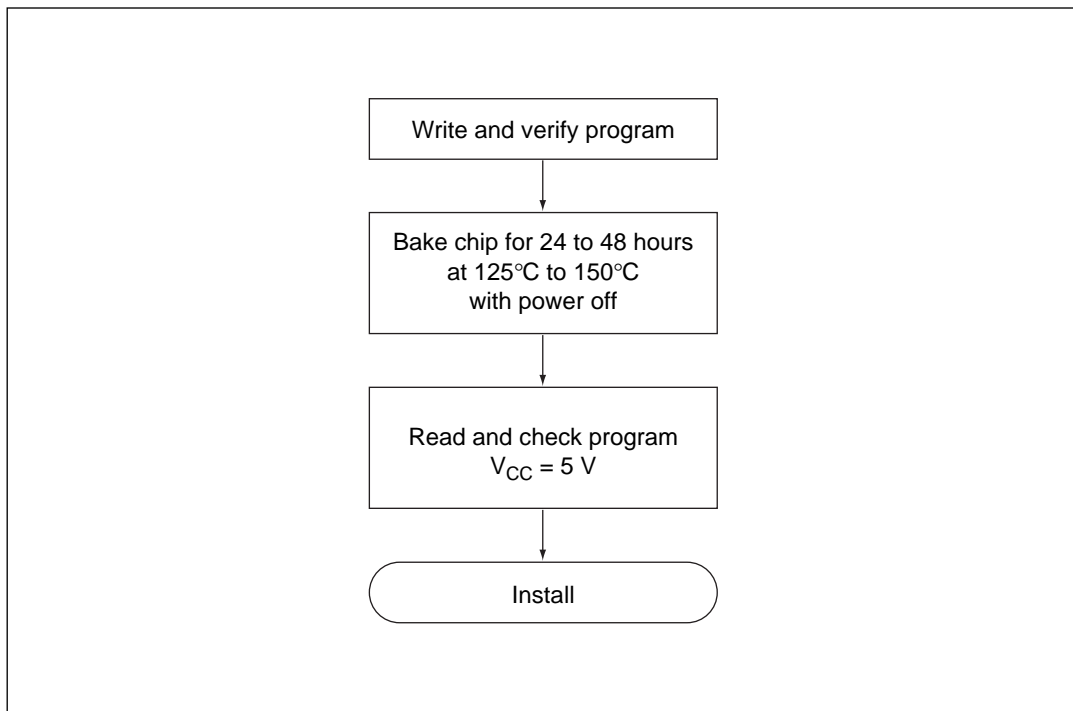 Write and verify program
Bake chip for 24 to 48 hours
at 125°C to 150°C
with power off
Read and check program
VCC = 5 V
Install